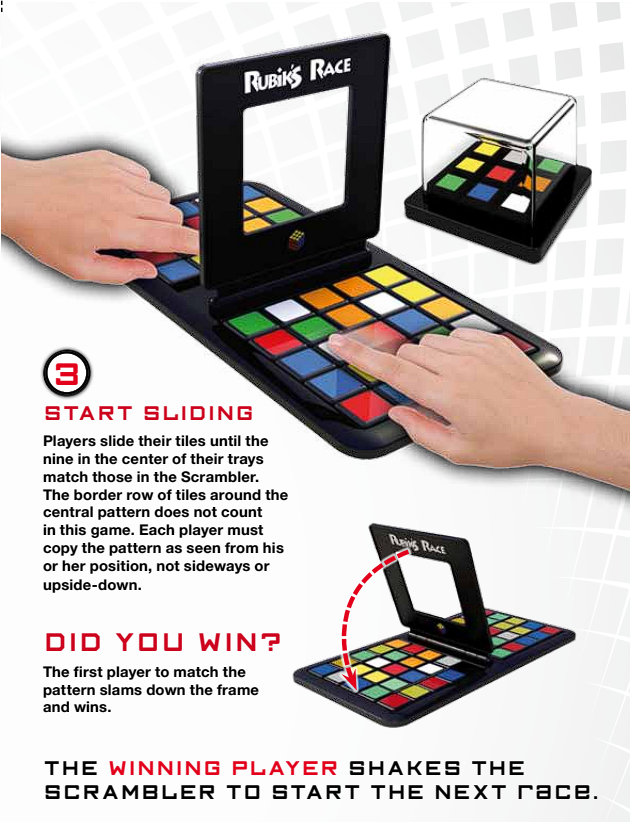 RUBIK'S RACE
3
START SLIDING
Players slide their tiles until the
nine in the center of their trays
match those in the Scrambler.
The border row of tiles around the
central pattern does not count
in this game. Each player must
copy the pattern as seen from his
or her position, not sideways or
upside-down.
RUBIK'S RACE
DID YOU WIN?
The first player to match the
pattern slams down the frame
and wins.
THE WINNING PLAYER SHAKES THE
SCRAMBLER TO START THE NEXT race.